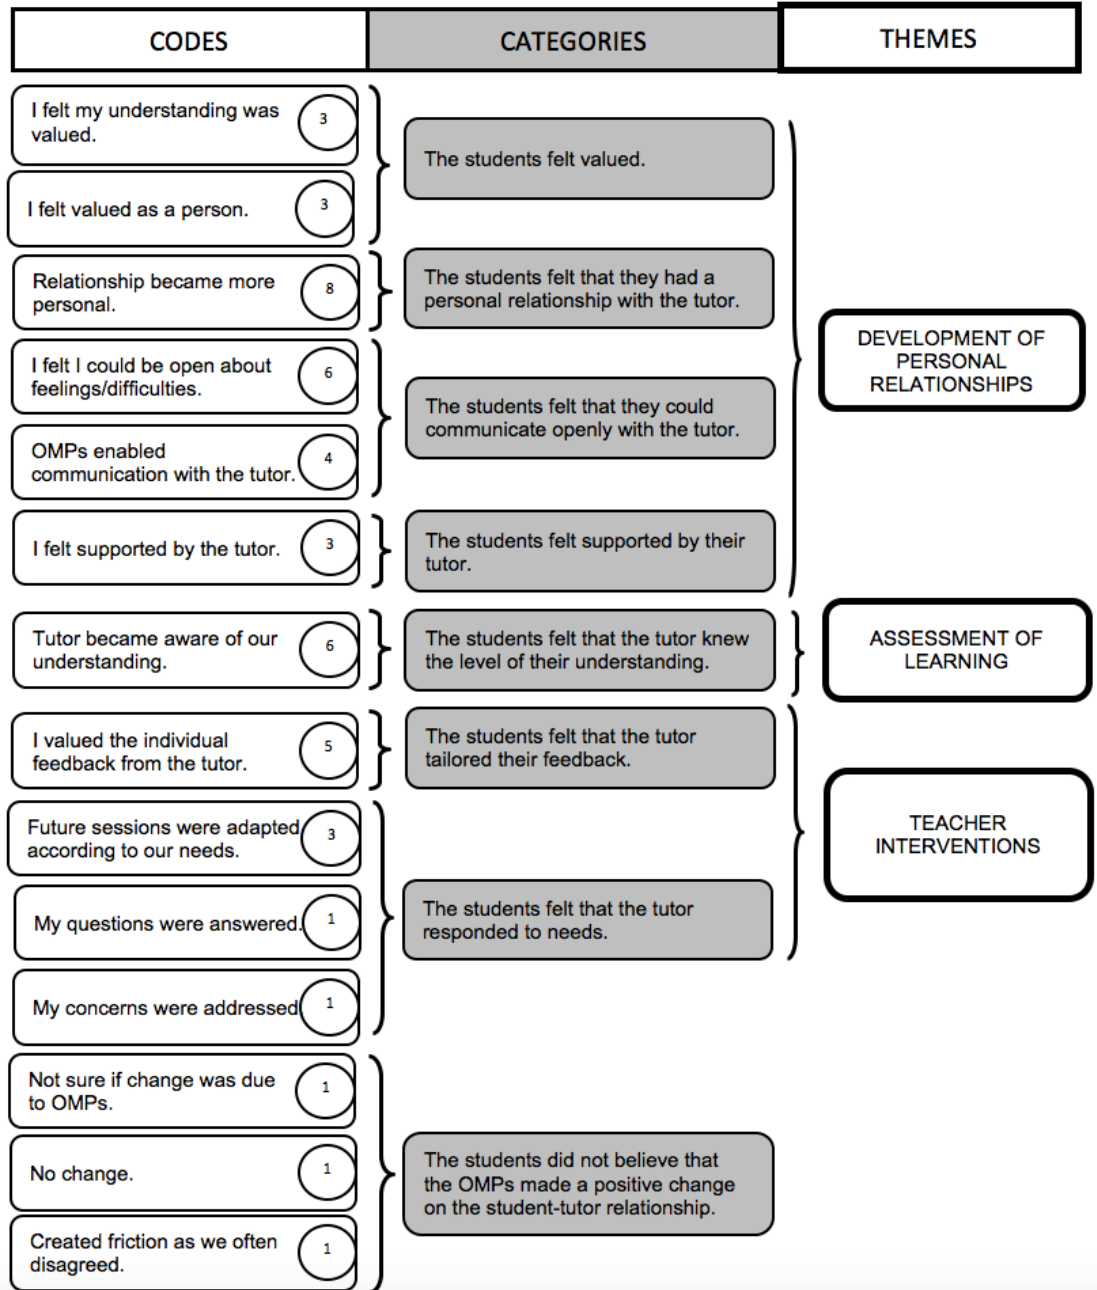 CODES
CATEGORIES
THEMES
I felt my understanding was
valued.
3
I felt valued as a person.
3
The students felt valued.
Relationship became more
personal.
8
The students felt that they had a
personal relationship with the tutor.
I felt I could be open about
feelings/difficulties.
6
OMPs enabled
communication with the tutor.
4
The students felt that they could
communicate openly with the tutor.
I felt supported by the tutor.
3
The students felt supported by their
tutor.
DEVELOPMENT OF
PERSONAL
RELATIONSHIPS
Tutor became aware of our
understanding.
6
The students felt that the tutor knew
the level of their understanding.
ASSESSMENT OF
LEARNING
I valued the individual
feedback from the tutor.
5
The students felt that the tutor
tailored their feedback.
Future sessions were adapted
according to our needs.
3
My questions were answered.
1
My concerns were addressed
1
The students felt that the tutor
responded to needs.
TEACHER
INTERVENTIONS
Not sure if change was due
to OMPs.
1
No change.
1
Created friction as we often
disagreed.
1
The students did not believe that
the OMPs made a positive change
on the student-tutor relationship.